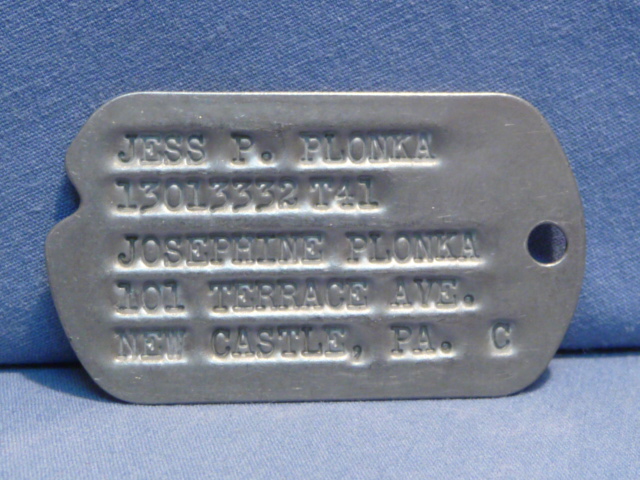 JESS P. PLONKA
13013332 T41
JOSEPHINE PLONKA
101 TERRACE AVE.
NEW CASTLE, PA. C